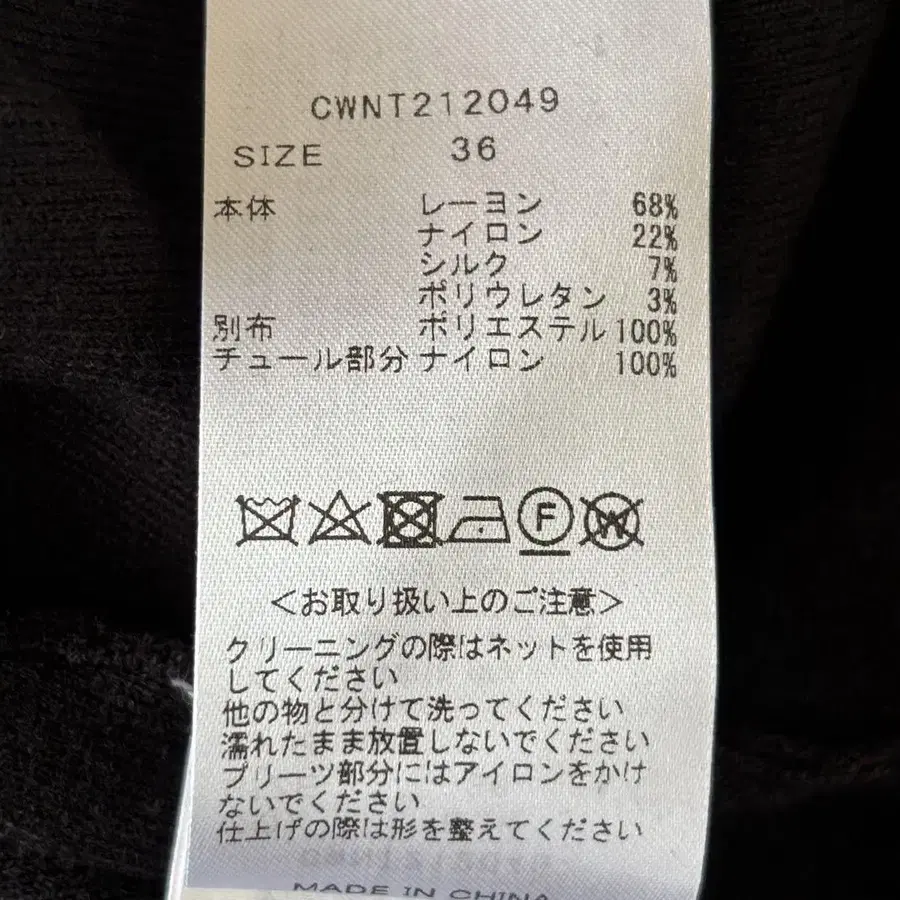 CWNT212049
SIZE 36
本体 レーヨン 68%
ナイロン 22%
シルク 7%
ポリウレタン 3%
別布 ポリエステル 100%
チュール部分 ナイロン 100%
F W
<お取り扱い上のご注意>
クリーニングの際はネットを使用
してください
他の物と分けて洗ってください
濡れたまま放置しないでください
プリーツ部分にはアイロンをかけ
ないでください
仕上げの際は形を整えてください
MADE IN CHINA